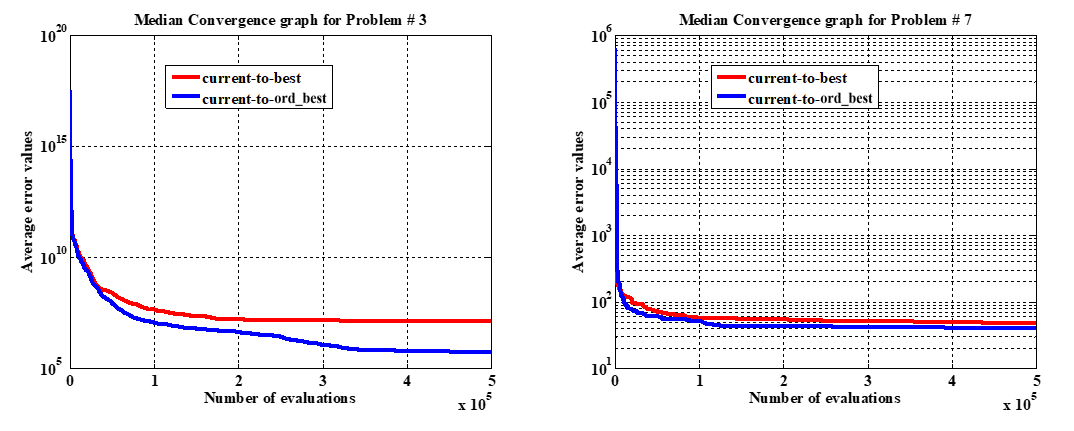 Median Convergence graph for Problem # 3
10^20
10^15
10^10
10^5
Average error values
current-to-best
current-to-ord_best
0 1 2 3 4 5
Number of evaluations
x 10^5
Median Convergence graph for Problem # 7
10^6
10^5
10^4
10^3
10^2
10^1
Average error values
current-to-best
current-to-ord_best
0 1 2 3 4 5
Number of evaluations
x 10^5